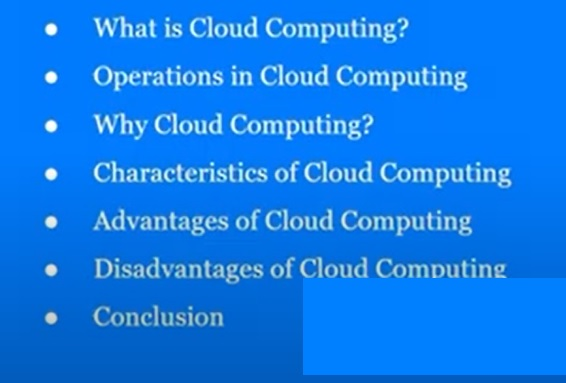 • What is Cloud Computing?
• Operations in Cloud Computing
• Why Cloud Computing?
• Characteristics of Cloud Computing
• Advantages of Cloud Computing
• Disadvantages of Cloud Computing
• Conclusion